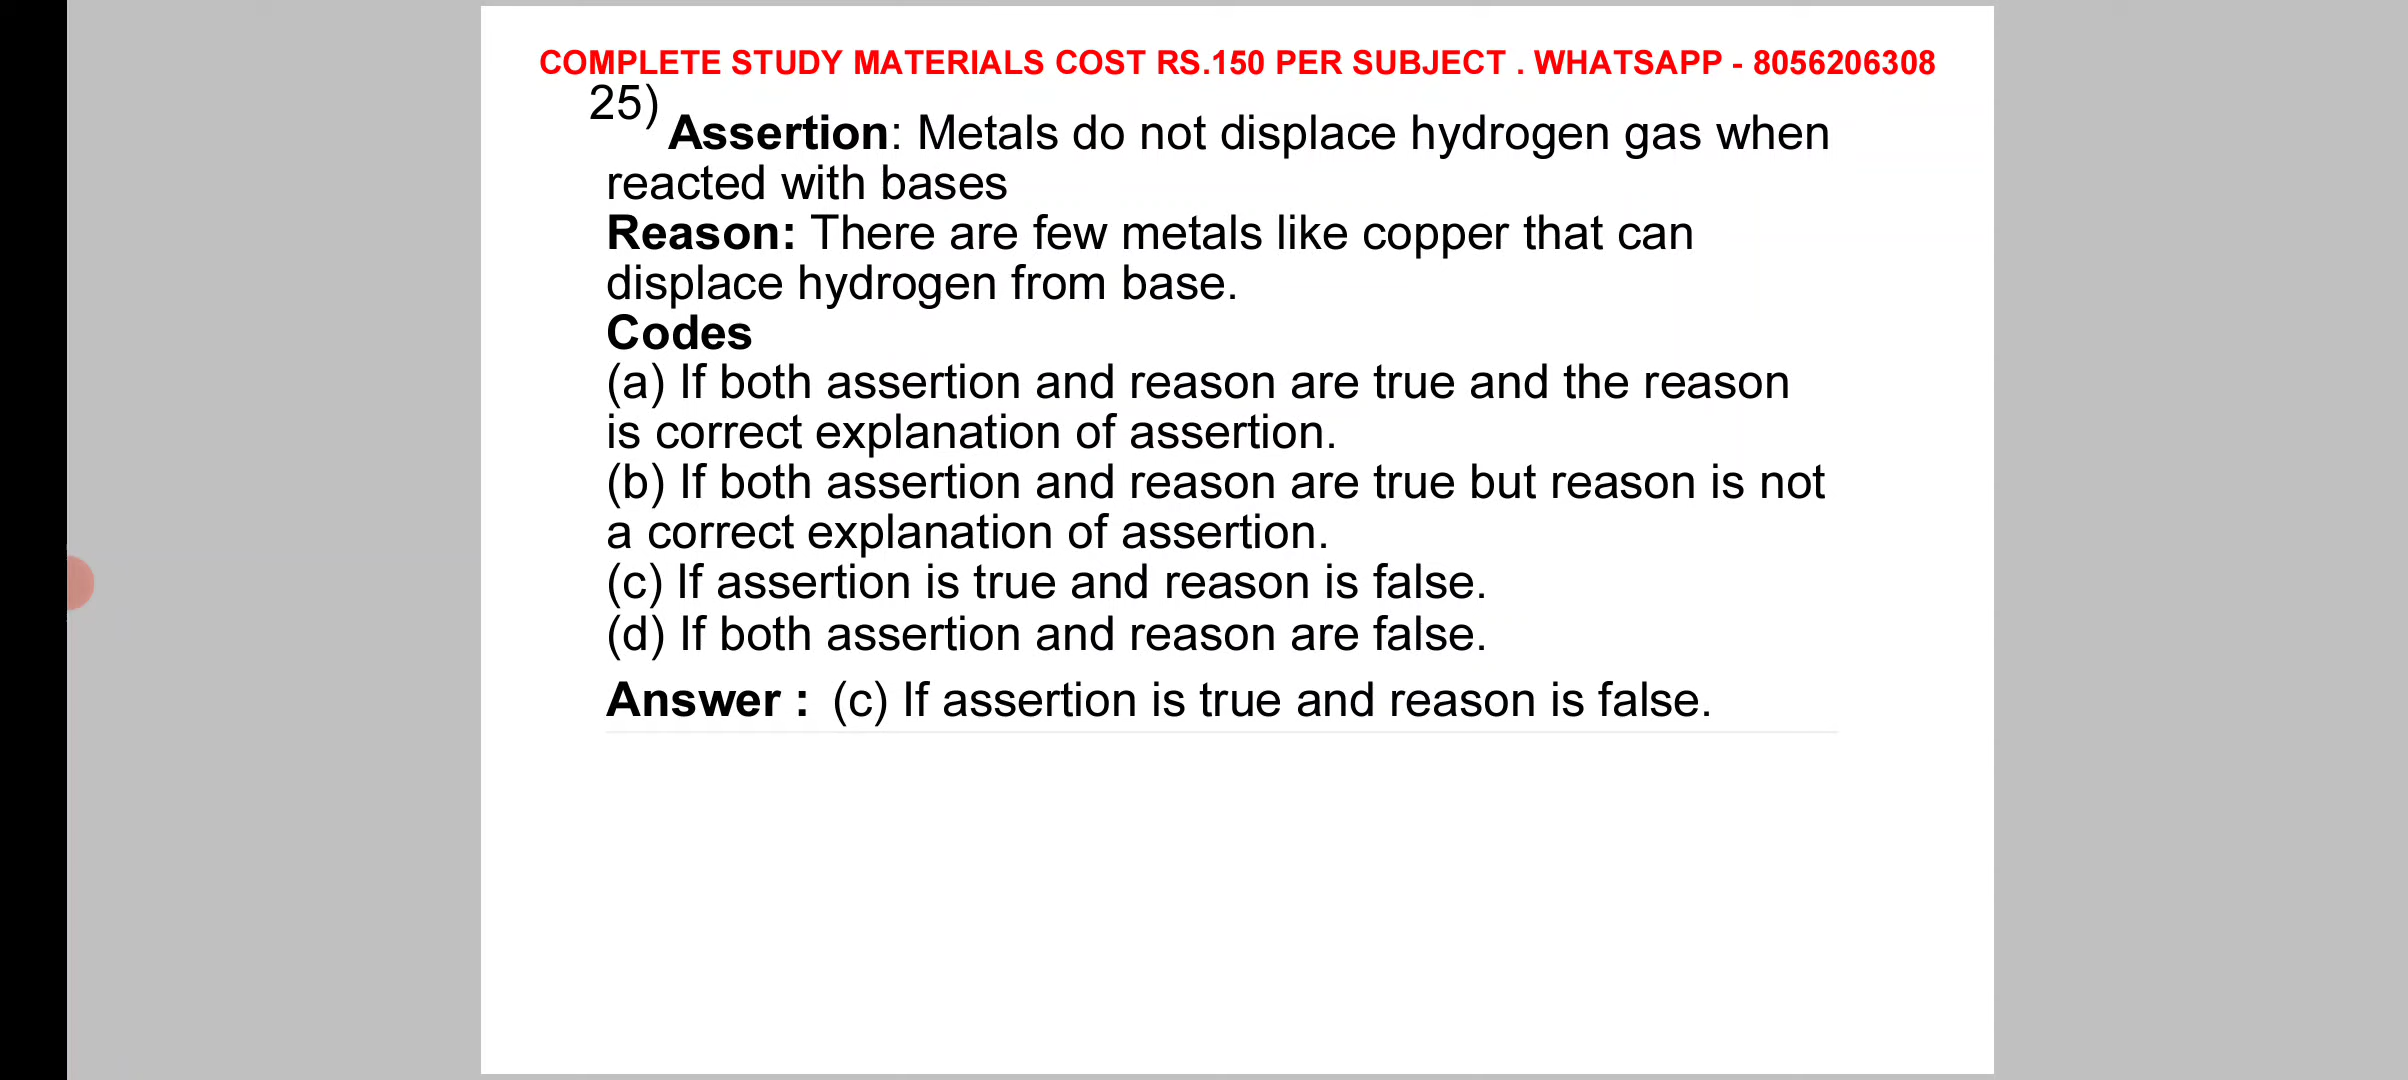 COMPLETE STUDY MATERIALS COST RS.150 PER SUBJECT . WHATSAPP - 8056206308
25)
Assertion: Metals do not displace hydrogen gas when
reacted with bases
Reason: There are few metals like copper that can
displace hydrogen from base.
Codes
(a) If both assertion and reason are true and the reason
is correct explanation of assertion.
(b) If both assertion and reason are true but reason is not
a correct explanation of assertion.
(c) If assertion is true and reason is false.
(d) If both assertion and reason are false.
Answer : (c) If assertion is true and reason is false.